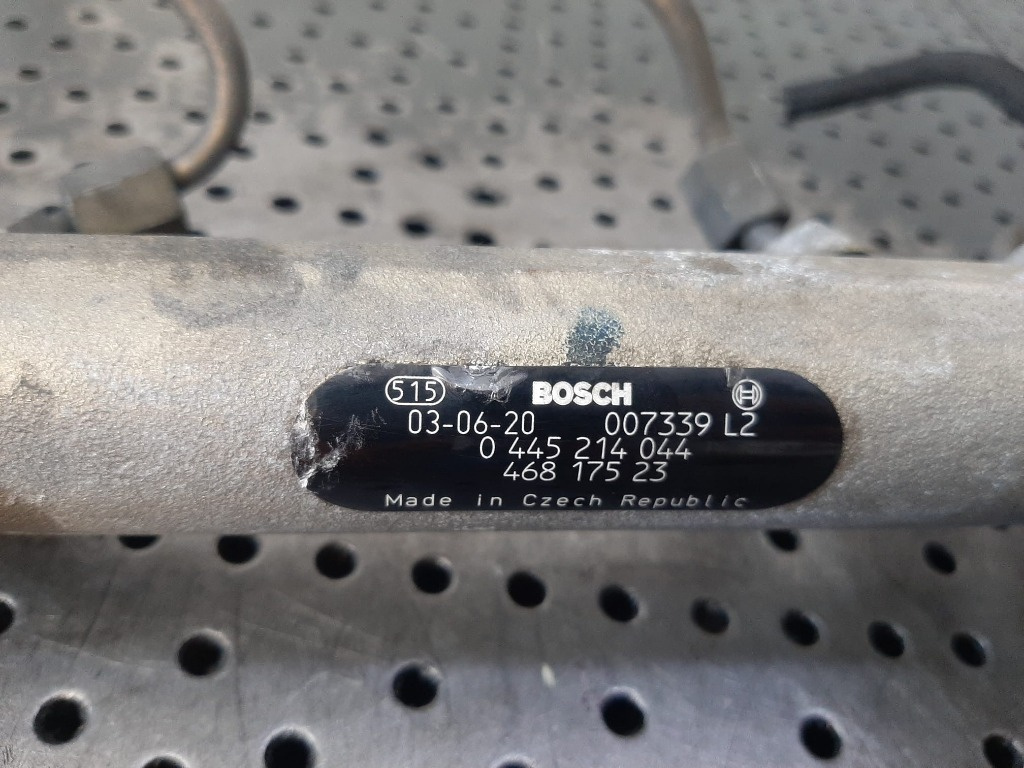 515 BOSCH
03-06-20 007339 L2
0 445 214 044
468 175 23
Made in Czech Republic